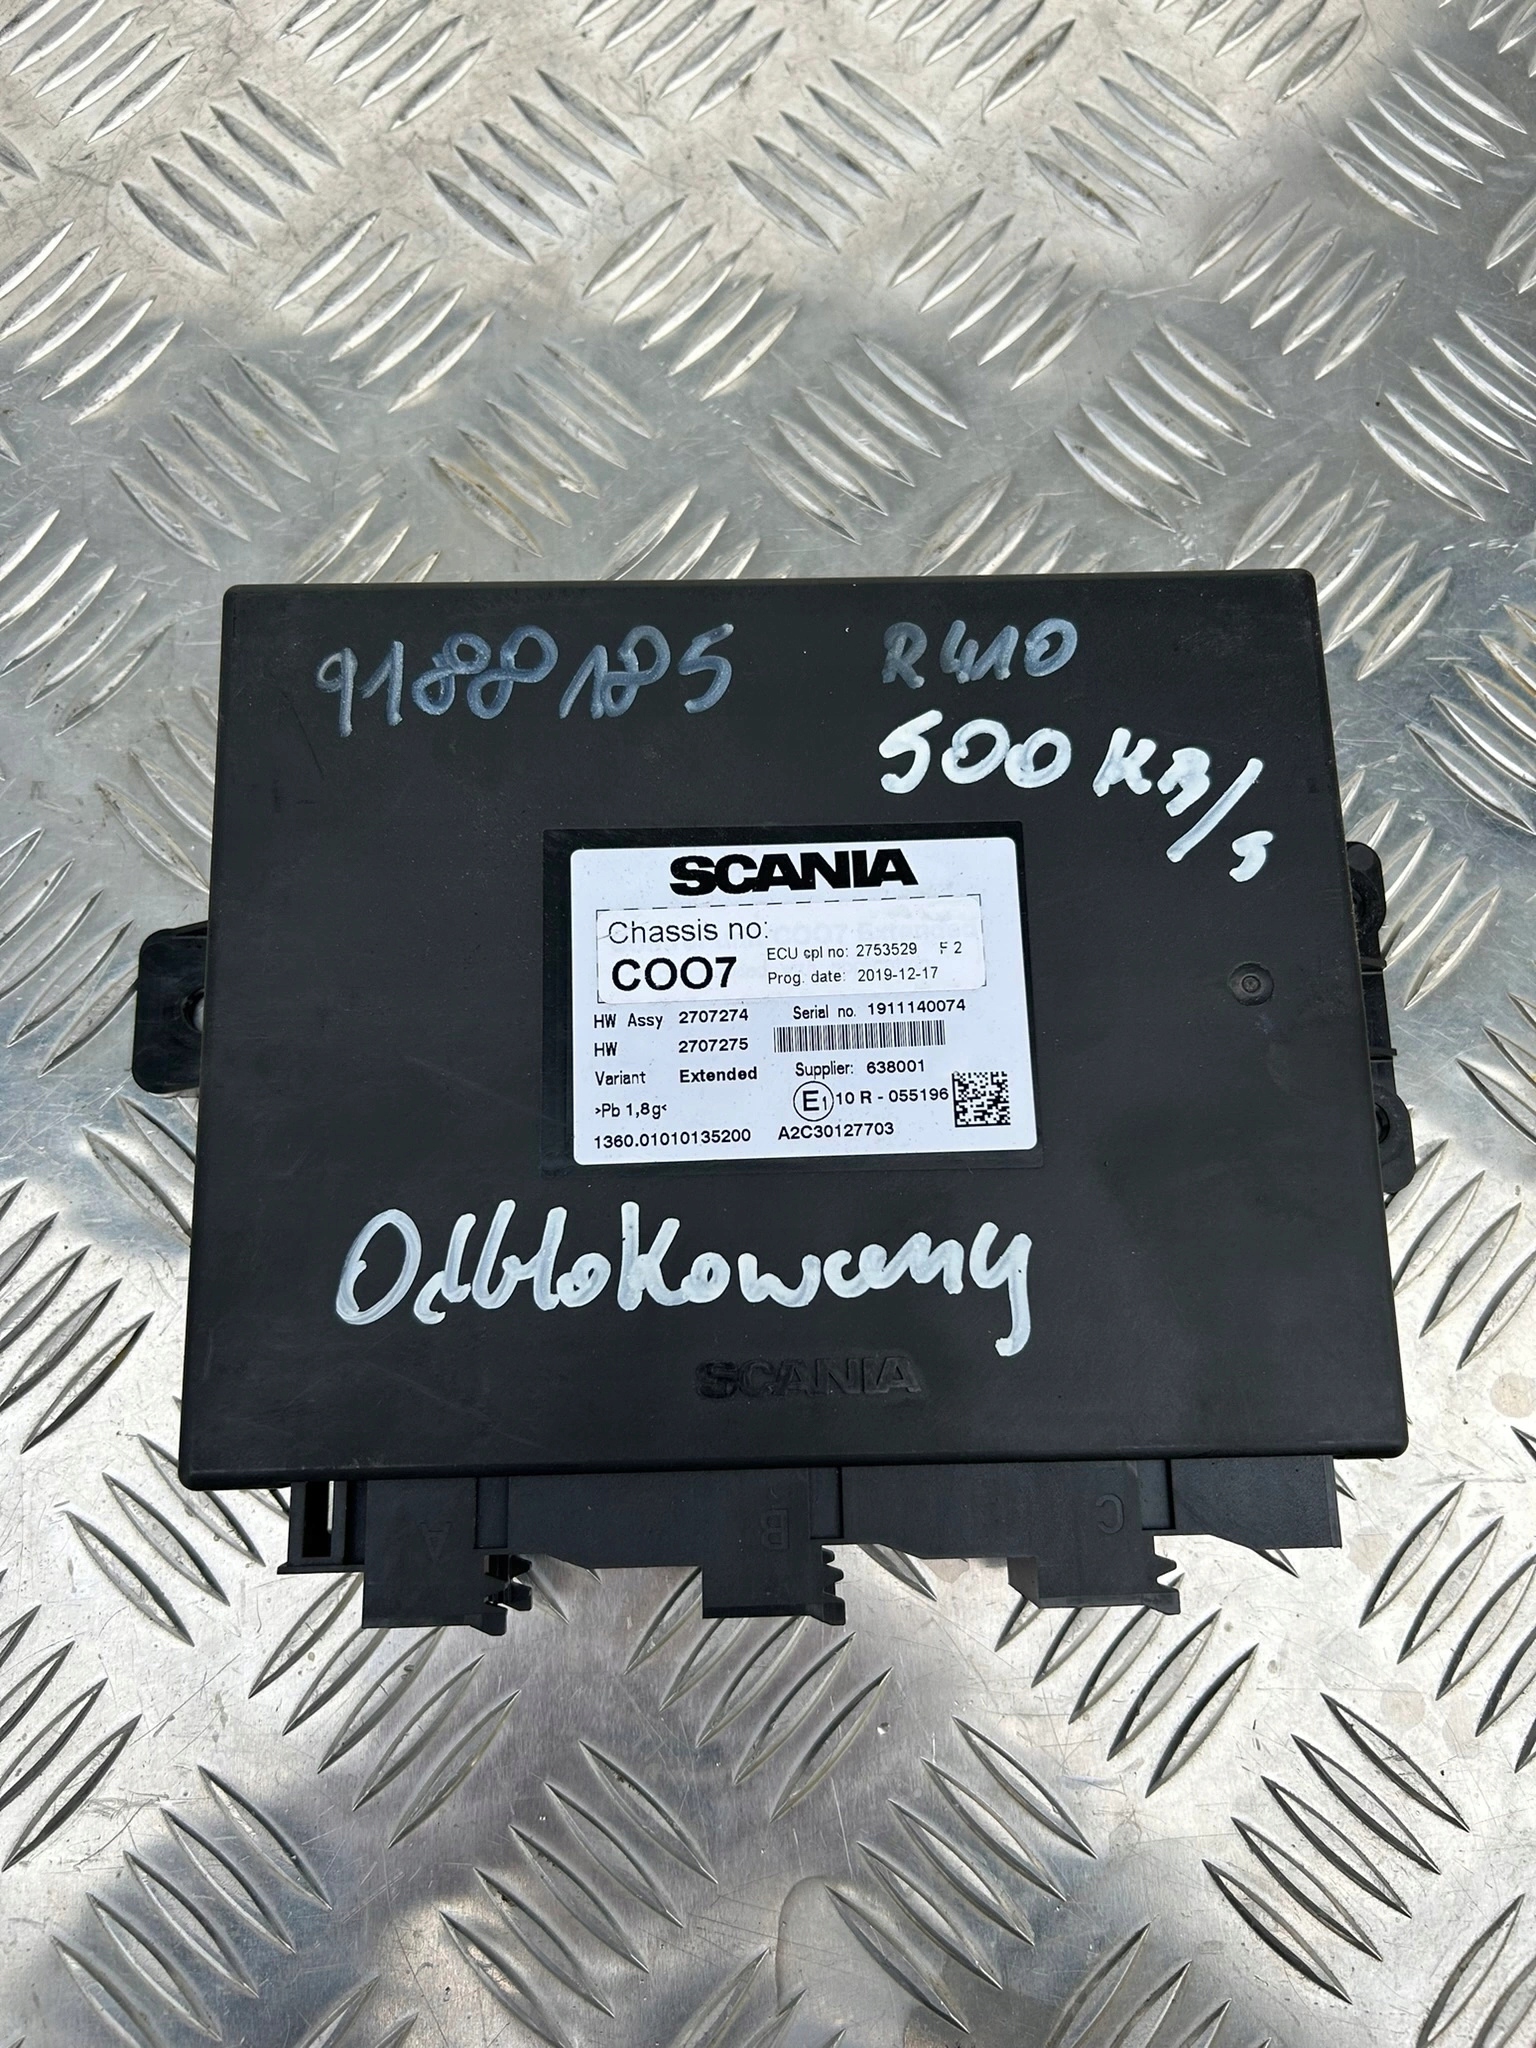 9188185 R410
500 KB/s
SCANIA
Chassis no:
COO7
ECU cpl no: 2753529 F 2
Prog. date: 2019-12-17
HW Assy 2707274 Serial no. 1911140074
HW 2707275
Variant Extended Supplier: 638001
>Pb 1,8g< E1 10 R - 055196
1360.01010135200 A2C30127703
Odblokowany
SCANIA
A B C